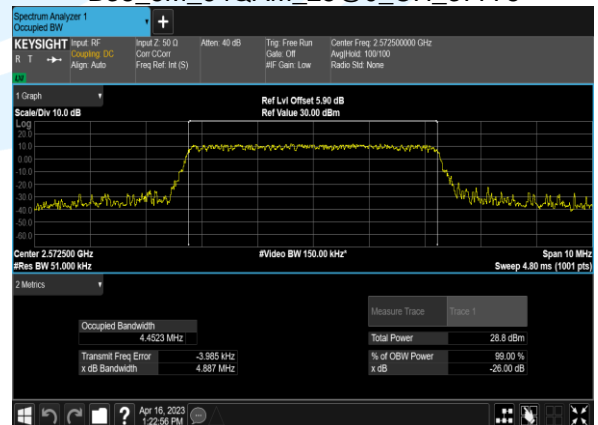 Spectrum Analyzer 1
Occupied BW
+
KEYSIGHT
R T
LW
Input: RF
Coupling: DC
Align: Auto
Input Z: 50 Ω
Corr CCorr
Freq Ref: Int (S)
Atten: 40 dB
Trig: Free Run
Gate: Off
#IF Gain: Low
Center Freq: 2.572500000 GHz
Avg|Hold: 100/100
Radio Std: None
1 Graph
Scale/Div 10.0 dB
Ref Lvl Offset 5.90 dB
Ref Value 30.00 dBm
Log
20.0
10.0
0.00
-10.0
-20.0
-30.0
-40.0
-50.0
-60.0
Center 2.572500 GHz
#Video BW 150.00 kHz*
Span 10 MHz
#Res BW 51.000 kHz
Sweep 4.80 ms (1001 pts)
2 Metrics
Measure Trace Trace 1
Occupied Bandwidth
4.4523 MHz
Total Power 28.8 dBm
Transmit Freq Error -3.985 kHz
% of OBW Power 99.00 %
x dB Bandwidth 4.887 MHz
x dB -26.00 dB
?
Apr 16, 2023
1:22:56 PM